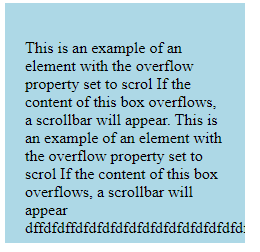 This is an example of an
element with the overflow
property set to scrol If the
content of this box overflows,
a scrollbar will appear. This is
an example of an element with
the overflow property set to
scrol If the content of this box
overflows, a scrollbar will
appear